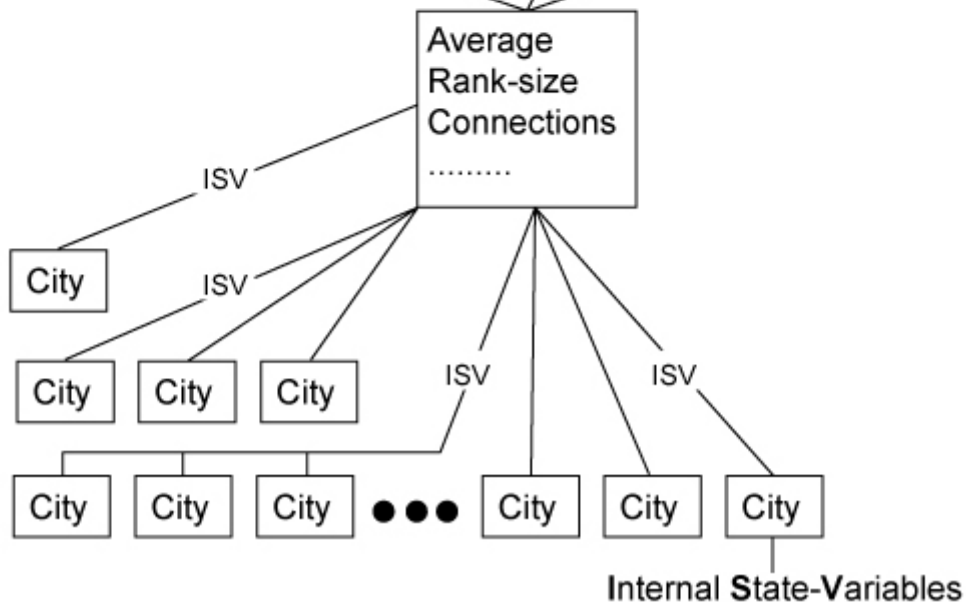 Average
Rank-size
Connections
.........
ISV
City
ISV
City City City
ISV ISV
City City City City City City
Internal State-Variables